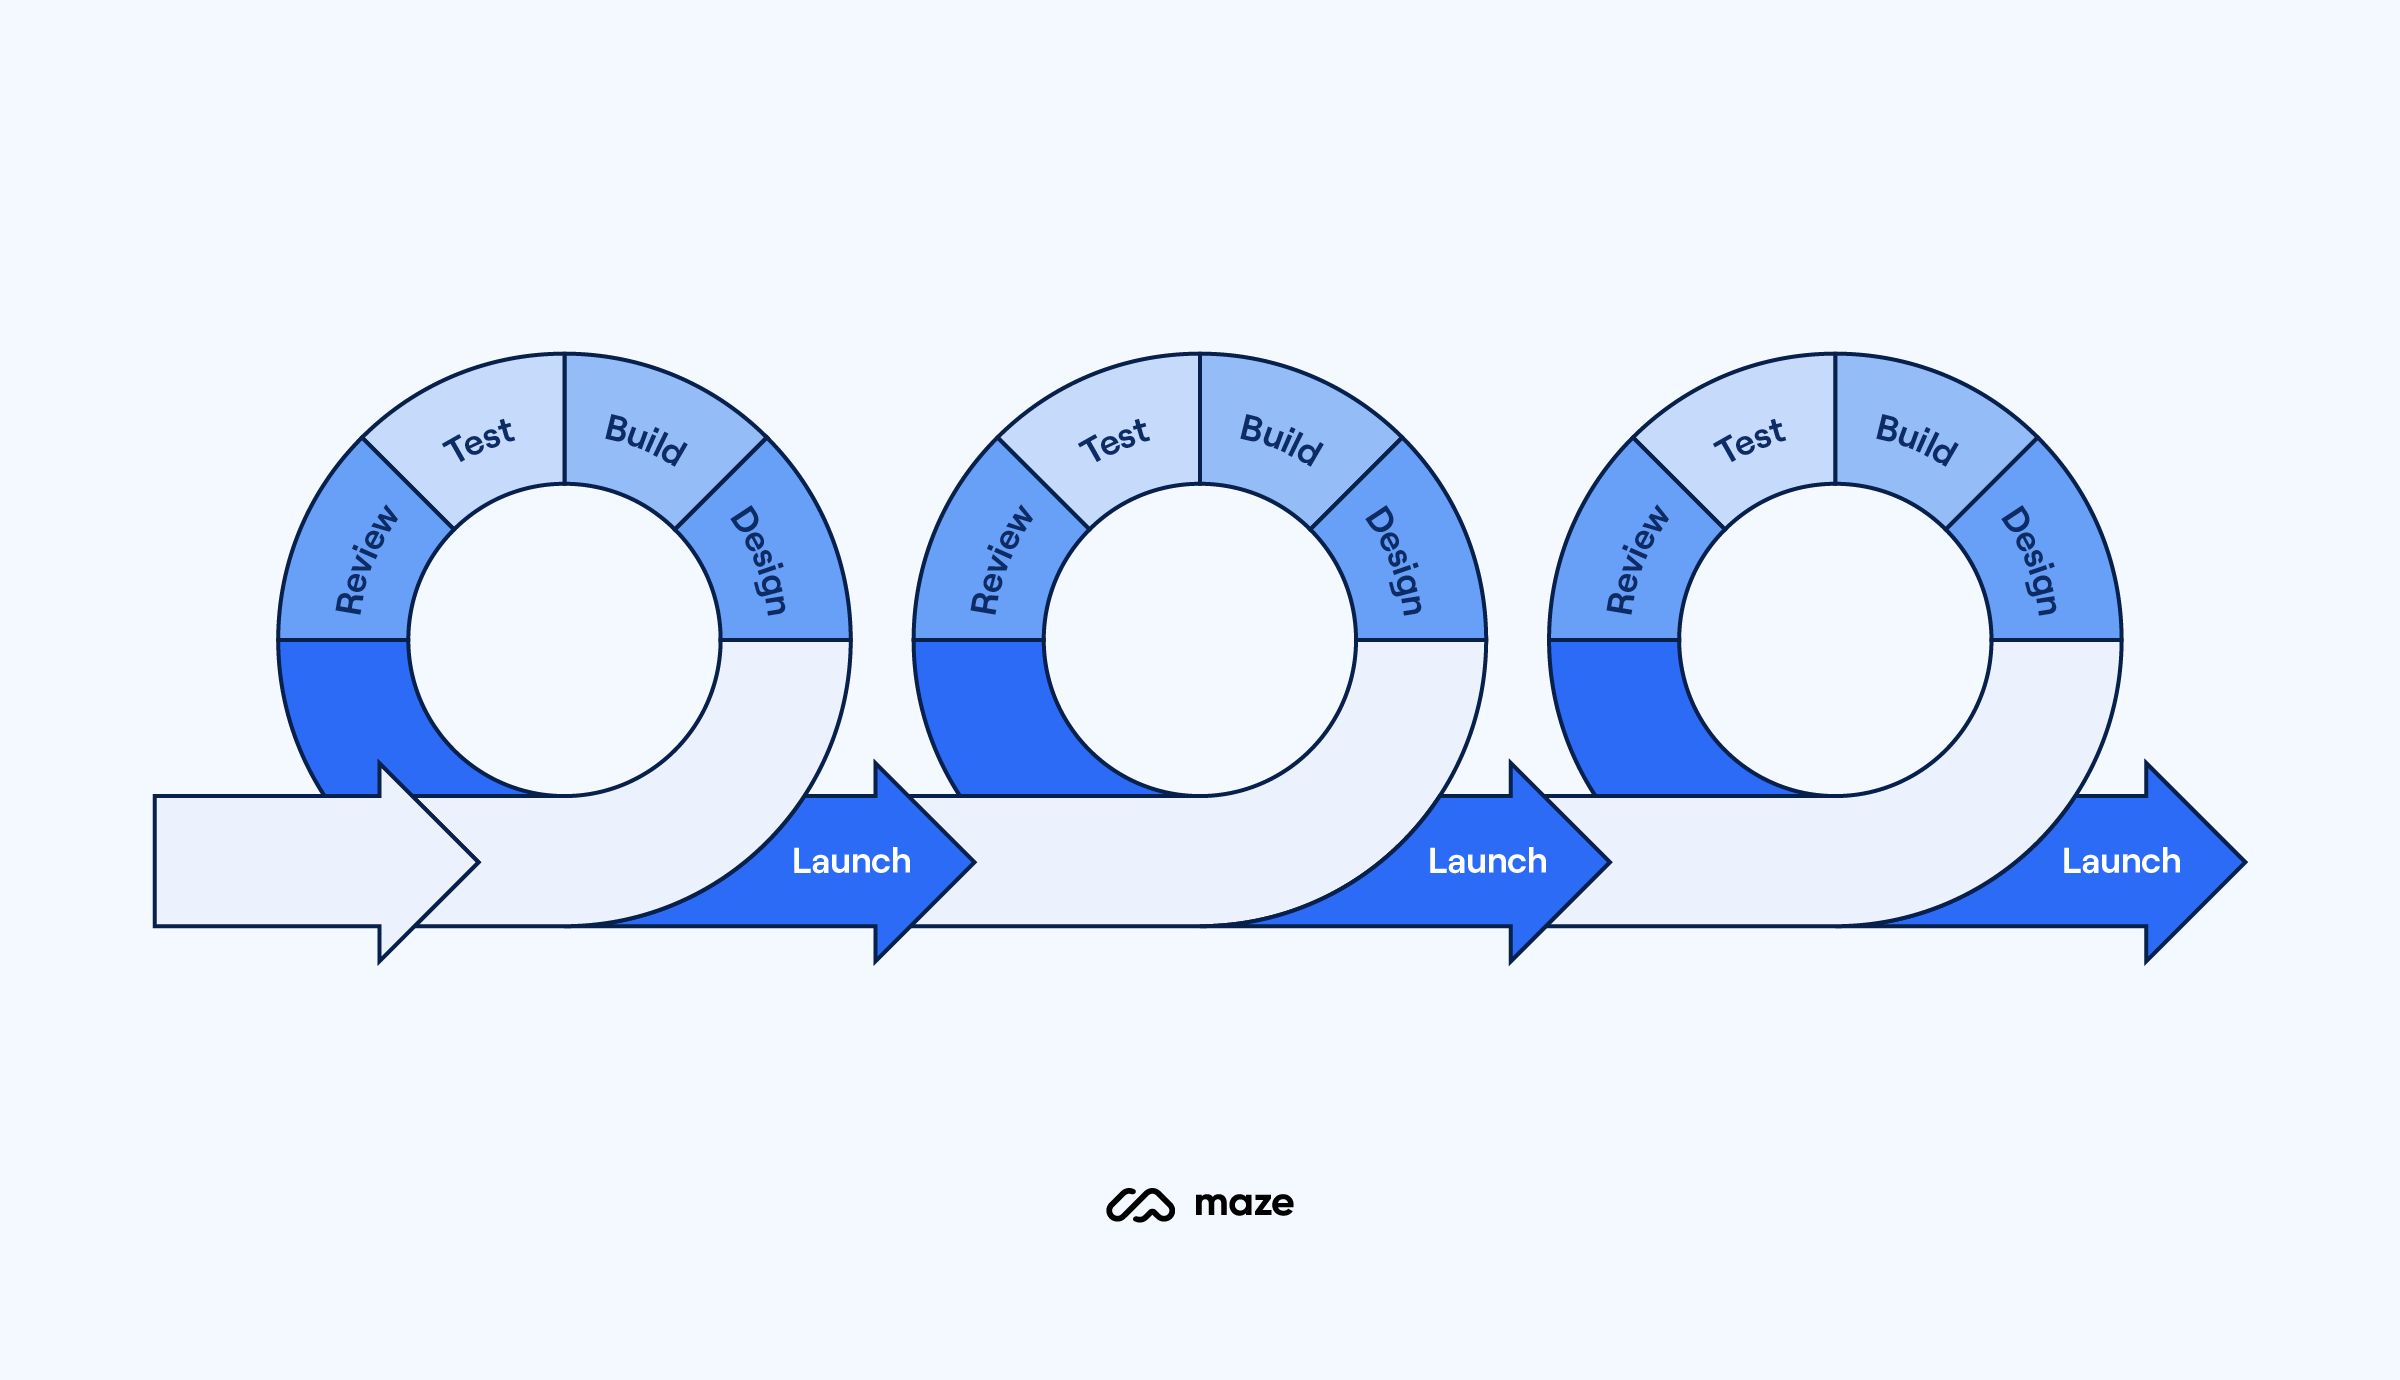 Review
Test
Build
Design
Launch
Review
Test
Build
Design
Launch
Review
Test
Build
Design
Launch
maze